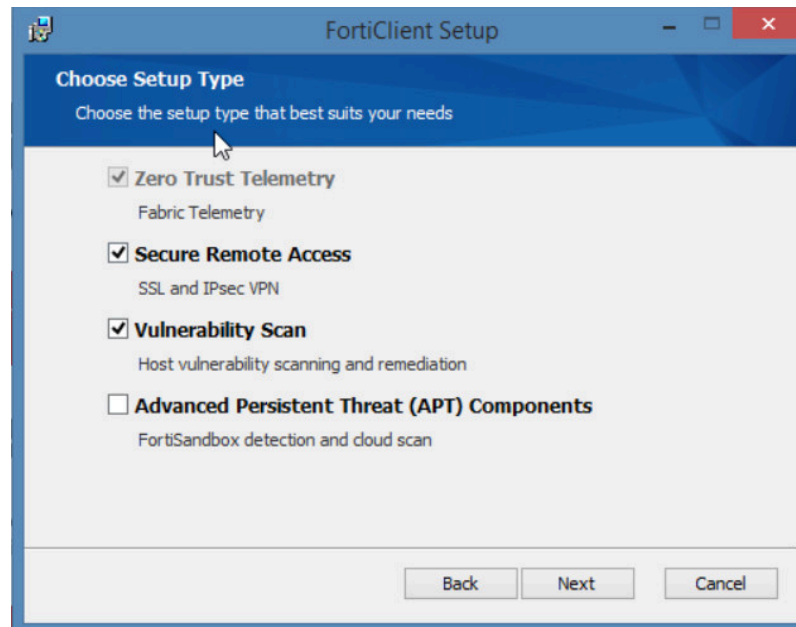 FortiClient Setup
Choose Setup Type
Choose the setup type that best suits your needs
Zero Trust Telemetry
Fabric Telemetry
Secure Remote Access
SSL and IPsec VPN
Vulnerability Scan
Host vulnerability scanning and remediation
Advanced Persistent Threat (APT) Components
FortiSandbox detection and cloud scan
Back Next Cancel